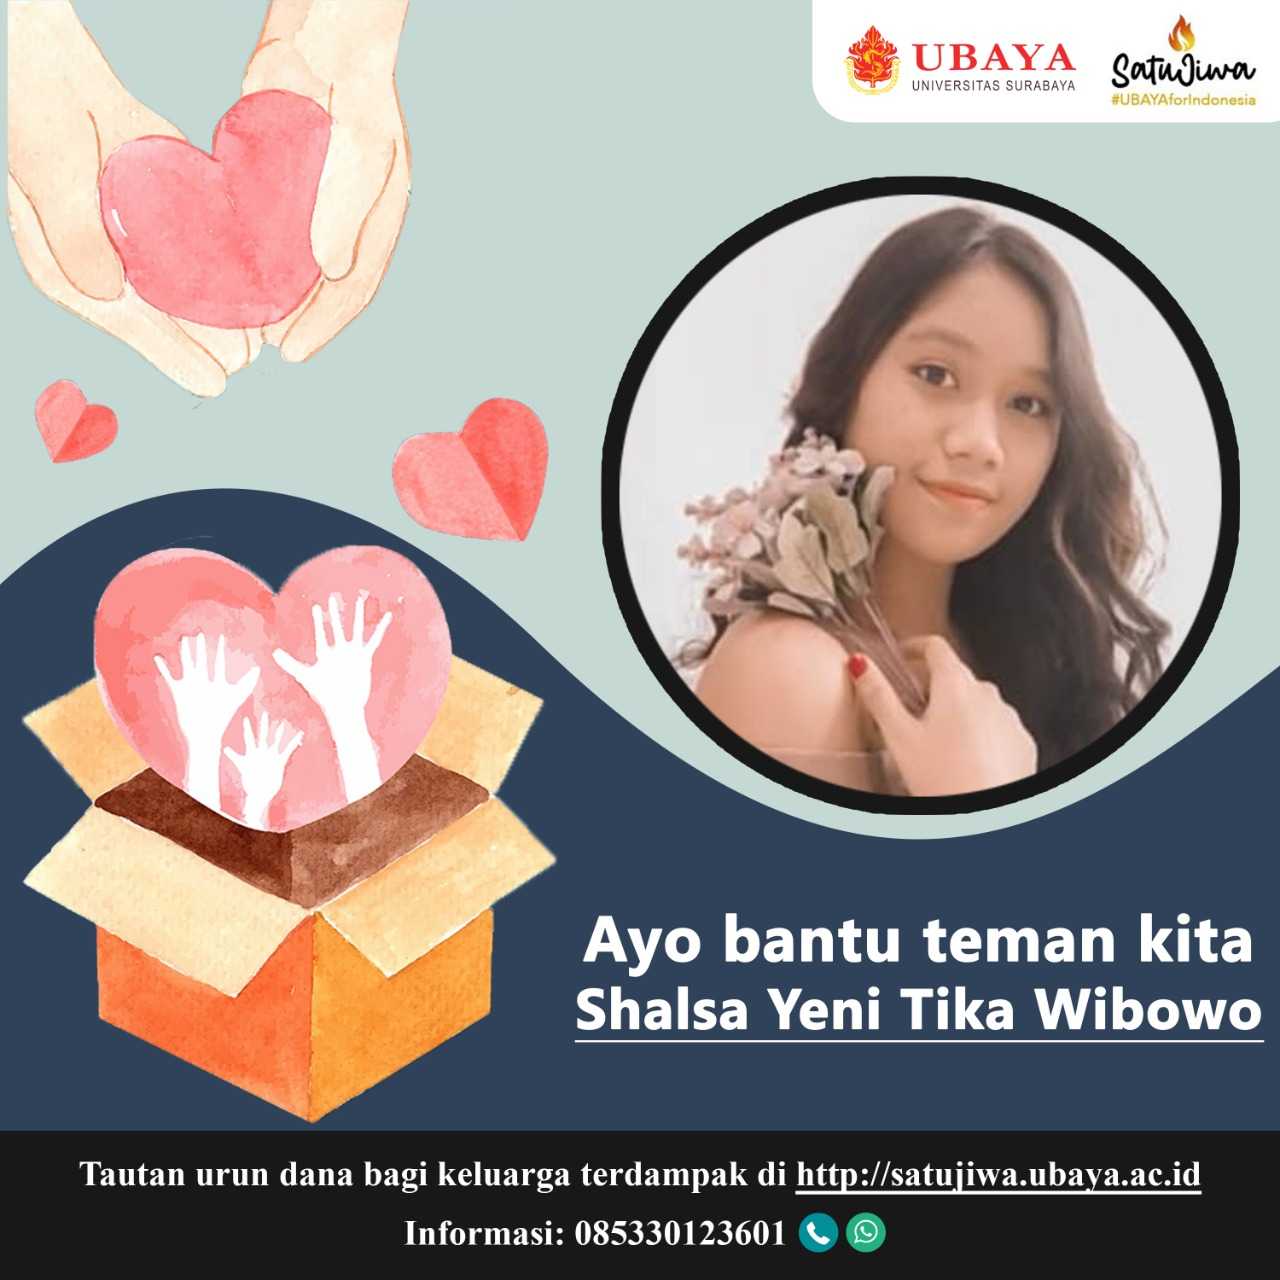 UBAYA
UNIVERSITAS SURABAYA
SatuJiwa
#UBAYAforIndonesia
Ayo bantu teman kita
Shalsa Yeni Tika Wibowo
Tautan urun dana bagi keluarga terdampak di http://satujiwa.ubaya.ac.id
Informasi: 085330123601